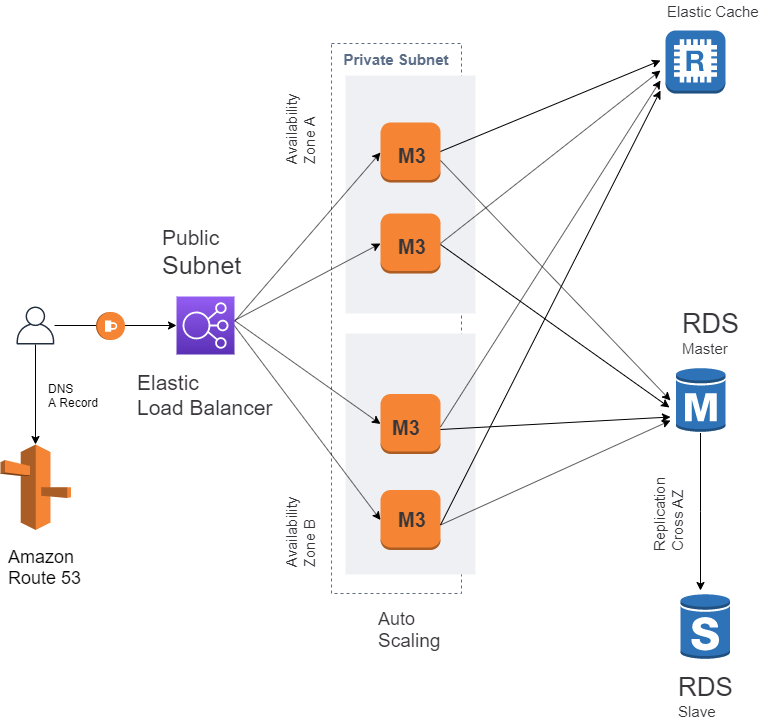 Elastic Cache
R
Private Subnet
Availability
Zone A
M3
M3
Public
Subnet
Elastic
Load Balancer
DNS
A Record
Amazon
Route 53
RDS
Master
M
M3
M3
Availability
Zone B
Auto
Scaling
Replication
Cross AZ
S
RDS
Slave